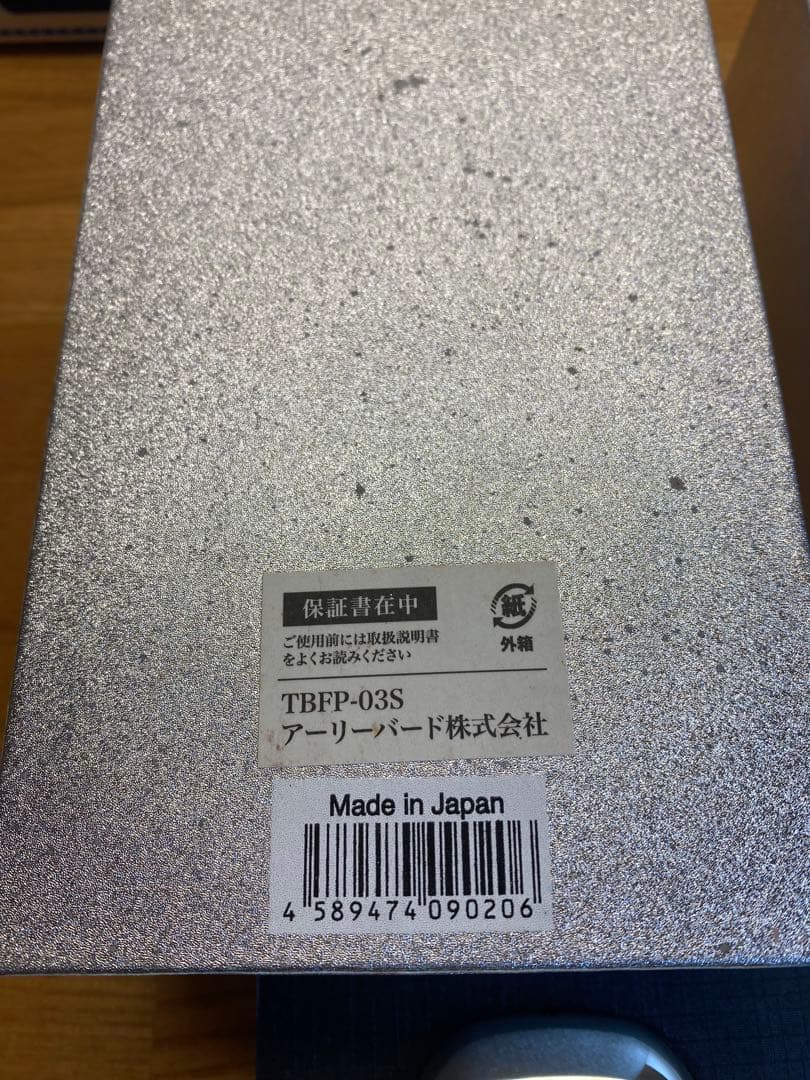 保証書在中
ご使用前には取扱説明書
をよくお読みください
紙
外箱
TBFP-03S
アーリーバード株式会社
Made in Japan
4 589474 090206